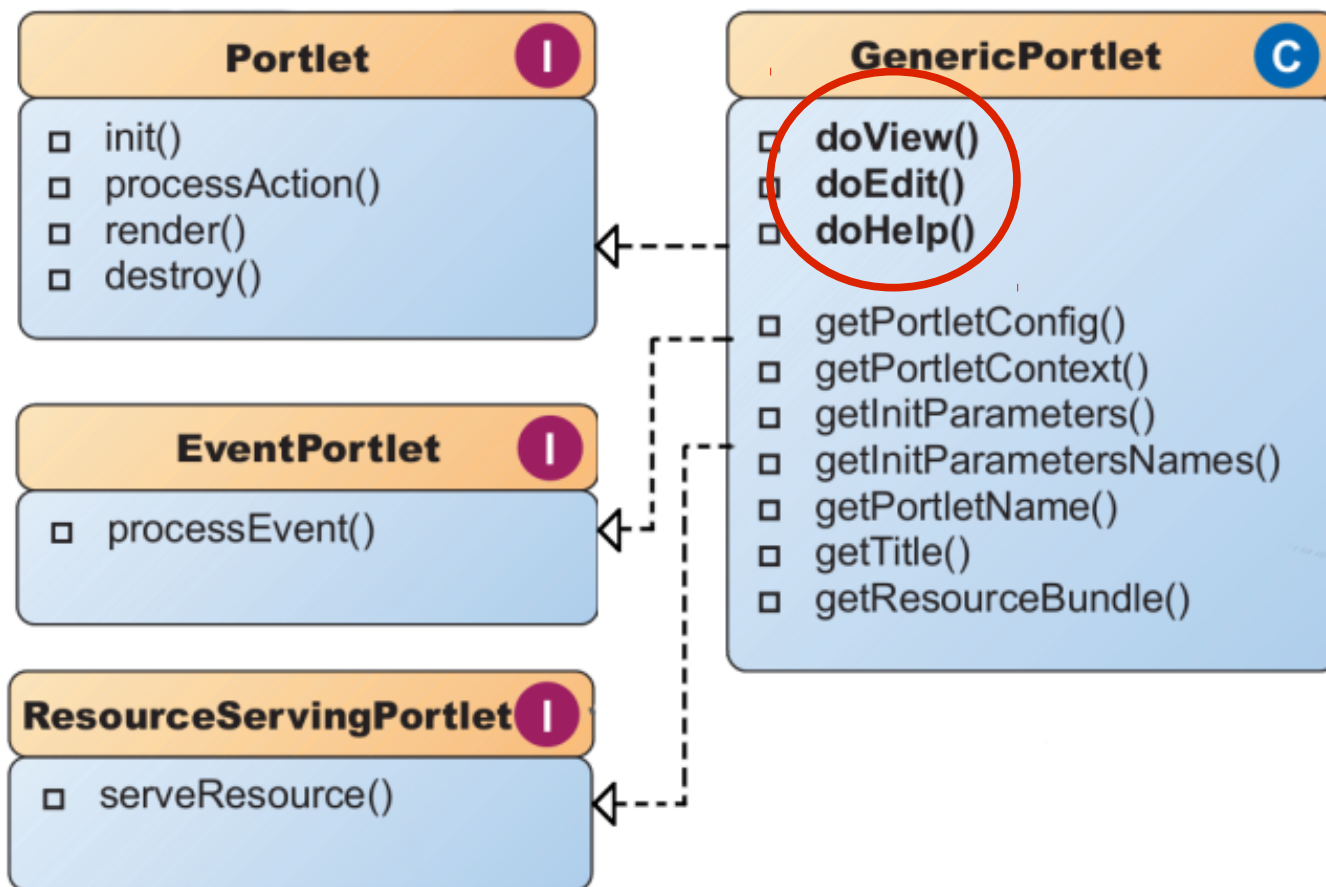 Portlet I
init()
processAction()
render()
destroy()
EventPortlet I
processEvent()
ResourceServingPortlet I
serveResource()
GenericPortlet C
doView()
doEdit()
doHelp()
getPortletConfig()
getPortletContext()
getInitParameters()
getInitParametersNames()
getPortletName()
getTitle()
getResourceBundle()